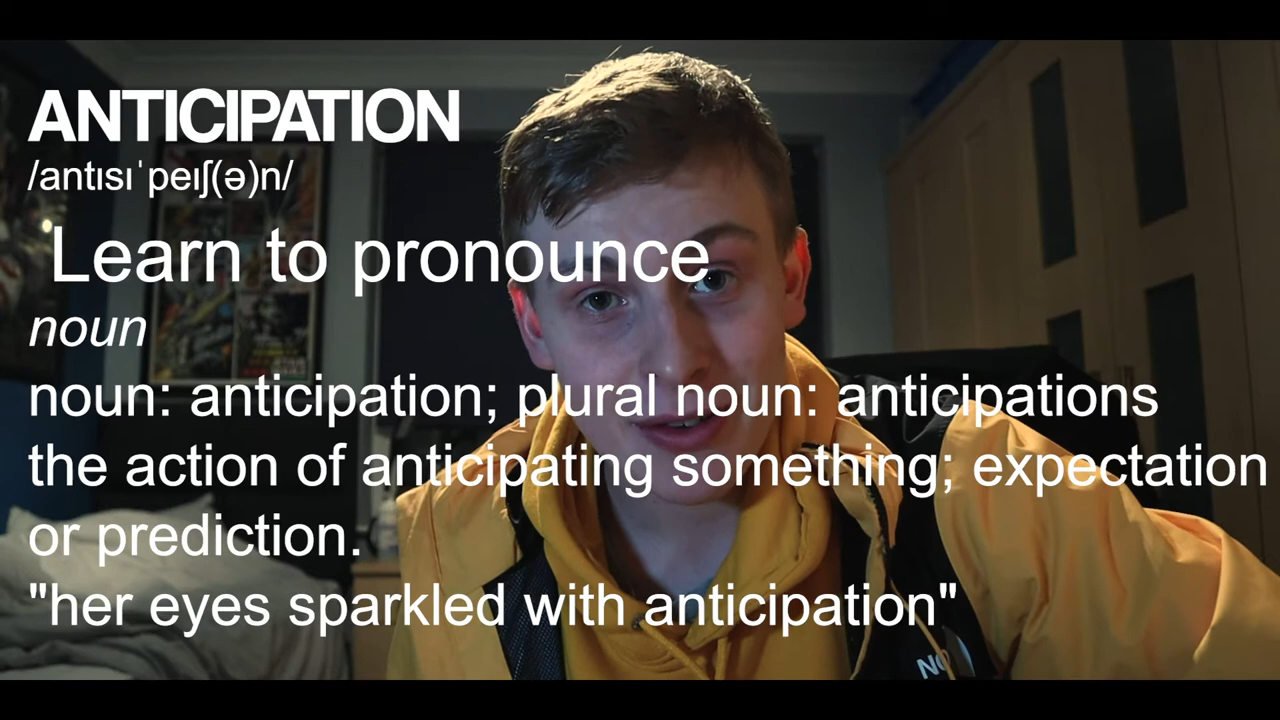 ANTICIPATION
/antɪsɪˈpeɪʃ(ə)n/
Learn to pronounce
noun
noun: anticipation; plural noun: anticipations
the action of anticipating something; expectation
or prediction.
"her eyes sparkled with anticipation"
NO